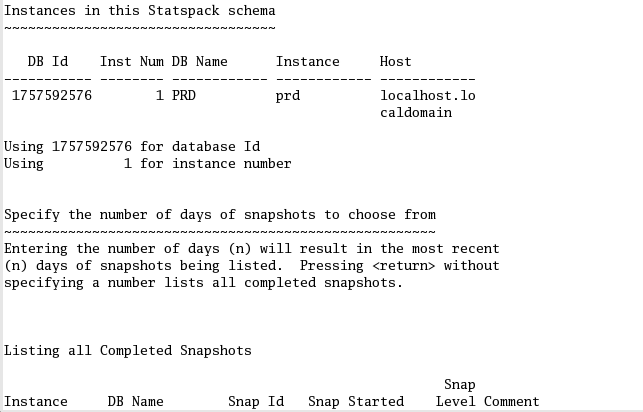 Instances in this Statspack schema
~~~~~~~~~~~~~~~~~~~~~~~~~~~~~~~~~~
   DB Id    Inst Num DB Name      Instance     Host
----------- -------- ------------ ------------ ------------
 1757592576        1 PRD          prd          localhost.lo
                                               caldomain
Using 1757592576 for database Id
Using          1 for instance number
Specify the number of days of snapshots to choose from
~~~~~~~~~~~~~~~~~~~~~~~~~~~~~~~~~~~~~~~~~~~~~~~~~~~~~~
Entering the number of days (n) will result in the most recent
(n) days of snapshots being listed.  Pressing <return> without
specifying a number lists all completed snapshots.
Listing all Completed Snapshots
                                                       Snap
Instance     DB Name        Snap Id   Snap Started    Level Comment